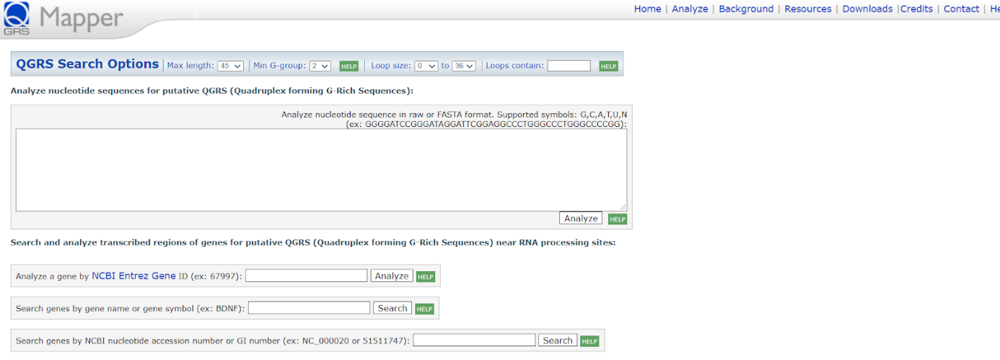 QGRS Mapper
Home | Analyze | Background | Resources | Downloads |Credits | Contact |
QGRS Search Options Max length: 45 Min G-group: 2 HELP Loop size: 0 to 36 Loops contain: HELP
Analyze nucleotide sequences for putative QGRS (Quadruplex forming G-Rich Sequences):
Analyze nucleotide sequence in raw or FASTA format. Supported symbols: G,C,A,T,U,N
(ex: GGGGATCCGGGATAGGATTCGGAGGCCCTGGGCCCTGGGCCCCGG):
Analyze HELP
Search and analyze transcribed regions of genes for putative QGRS (Quadruplex forming G-Rich Sequences) near RNA processing sites:
Analyze a gene by NCBI Entrez Gene ID (ex: 67997): Analyze HELP
Search genes by gene name or gene symbol (ex: BDNF): Search HELP
Search genes by NCBI nucleotide accession number or GI number (ex: NC_000020 or 51511747): Search HELP